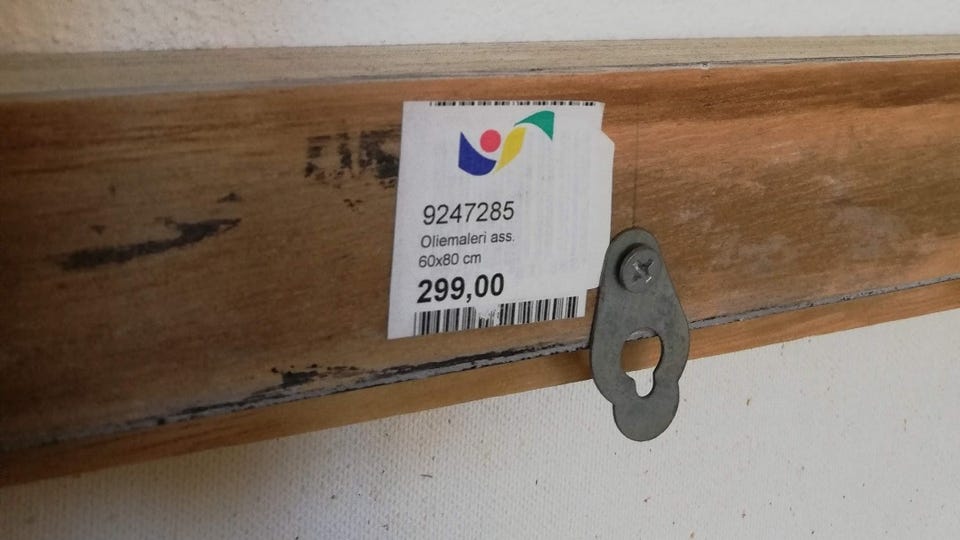 9247285
Oliemaleri ass.
60x80 cm
299,00